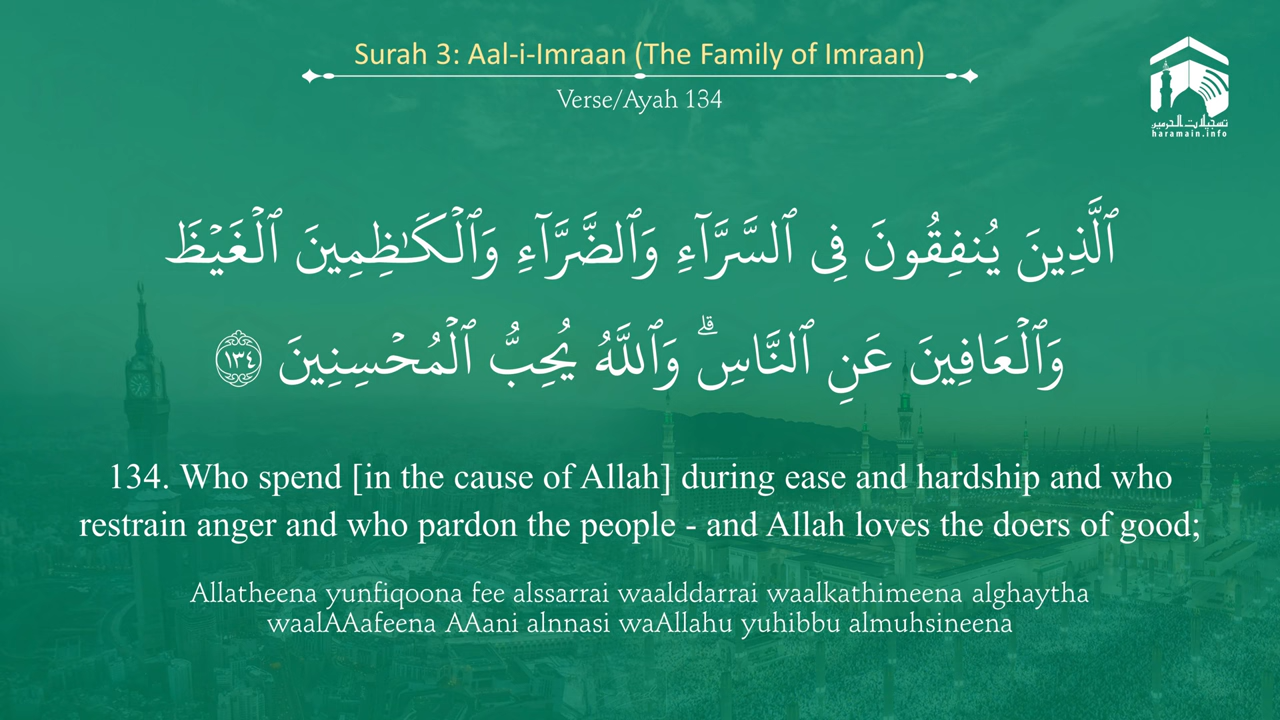 Surah 3: Aal-i-Imraan (The Family of Imraan)
Verse/Ayah 134
تسجيلات الحرمين
haramain.info
ٱلَّذِينَ يُنفِقُونَ فِى ٱلسَّرَّآءِ وَٱلضَّرَّآءِ وَٱلْكَـٰظِمِينَ ٱلْغَيْظَ
وَٱلْعَافِينَ عَنِ ٱلنَّاسِ ۗ وَٱللَّهُ يُحِبُّ ٱلْمُحْسِنِينَ ١٣٤
134. Who spend [in the cause of Allah] during ease and hardship and who
restrain anger and who pardon the people - and Allah loves the doers of good;
Allatheena yunfiqoona fee alssarrai waalddarrai waalkathimeena alghaytha
waalAAafeena AAani alnnasi waAllahu yuhibbu almuhsineena